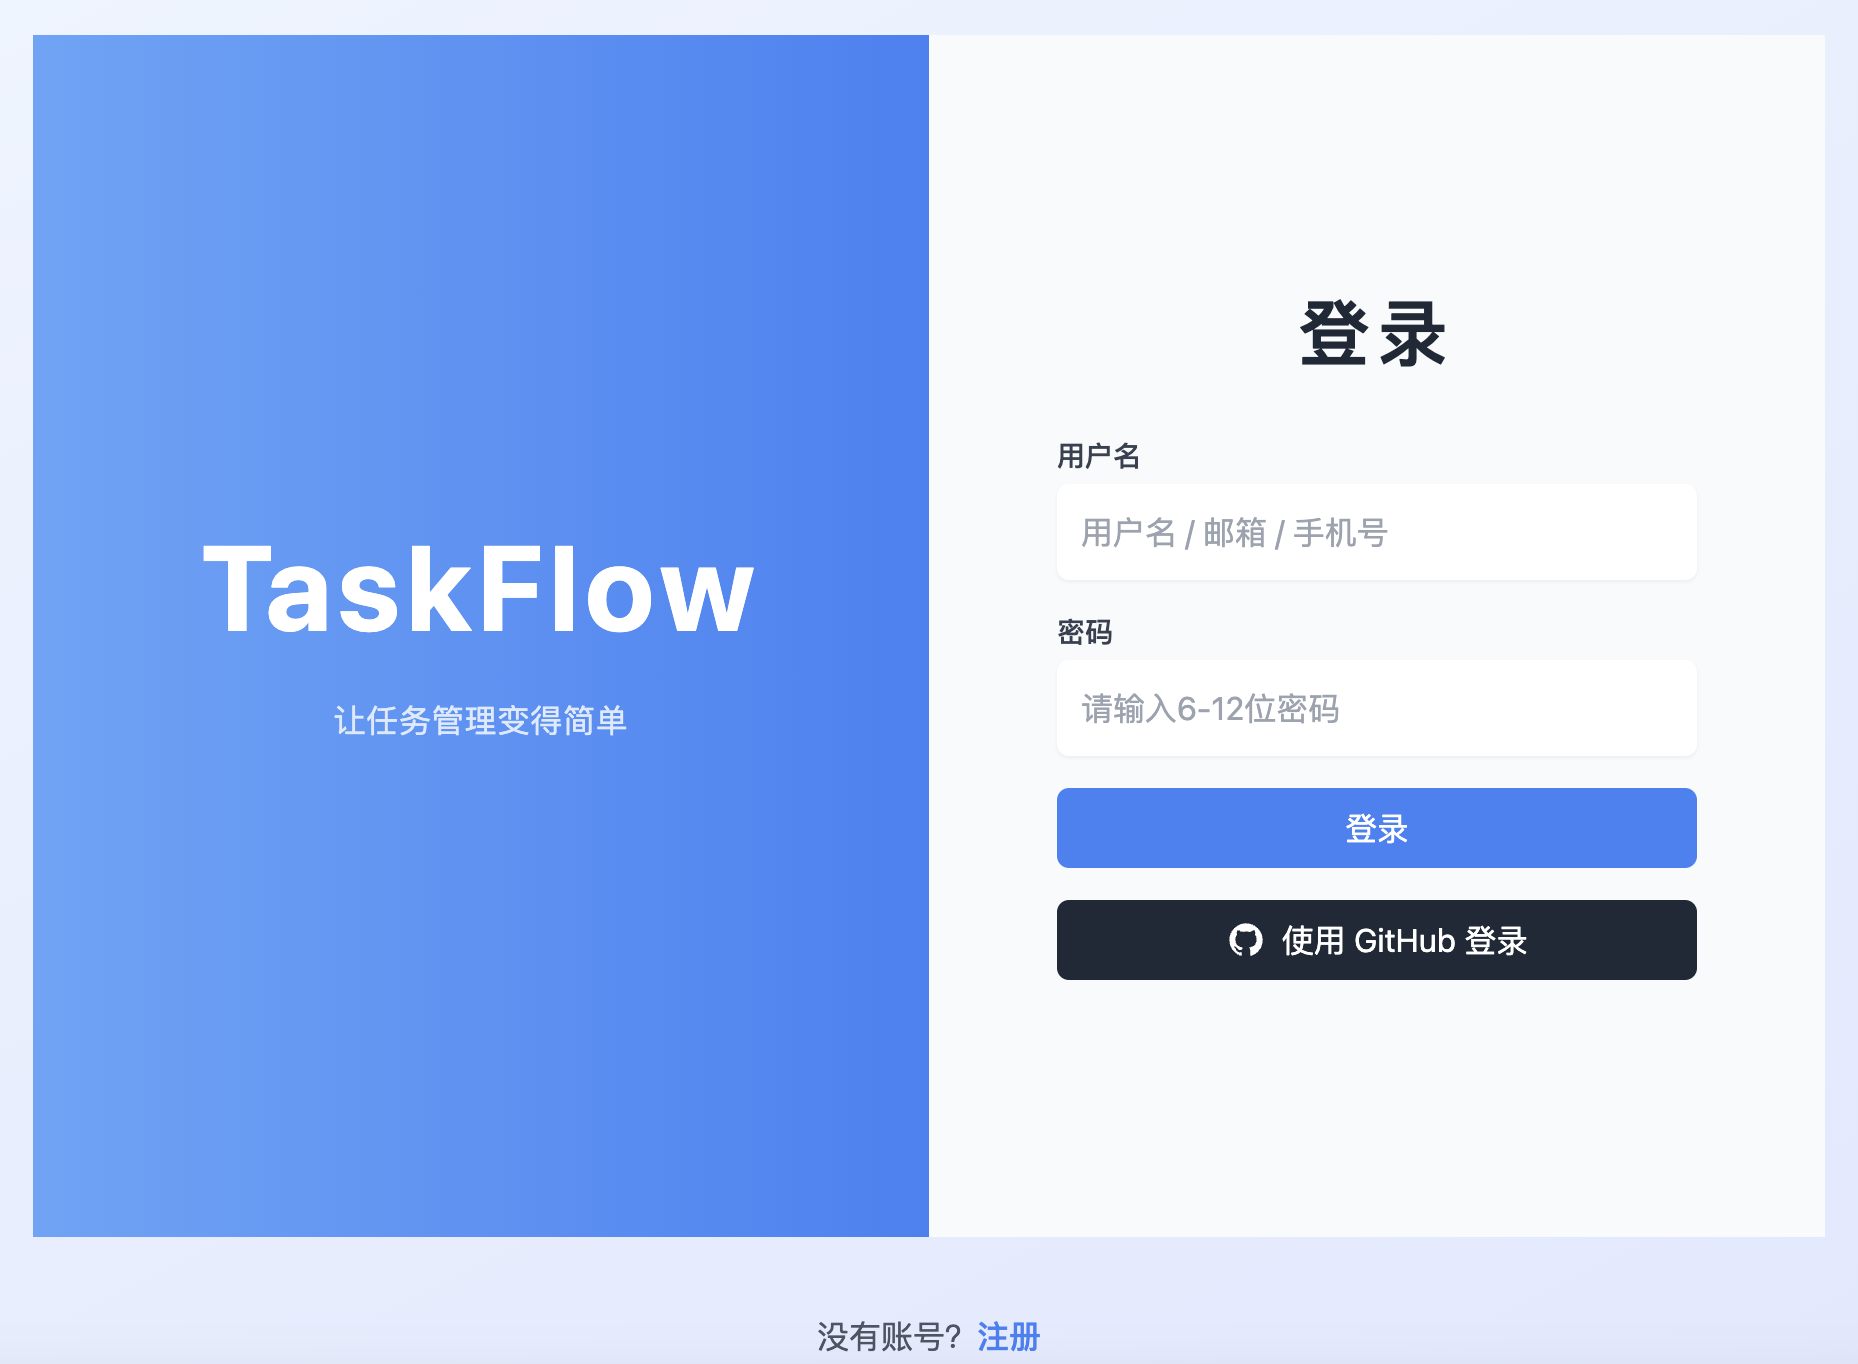 TaskFlow
让任务管理变得简单
登录
用户名
用户名 / 邮箱 / 手机号
密码
请输入6-12位密码
登录
使用 GitHub 登录
没有账号? 注册